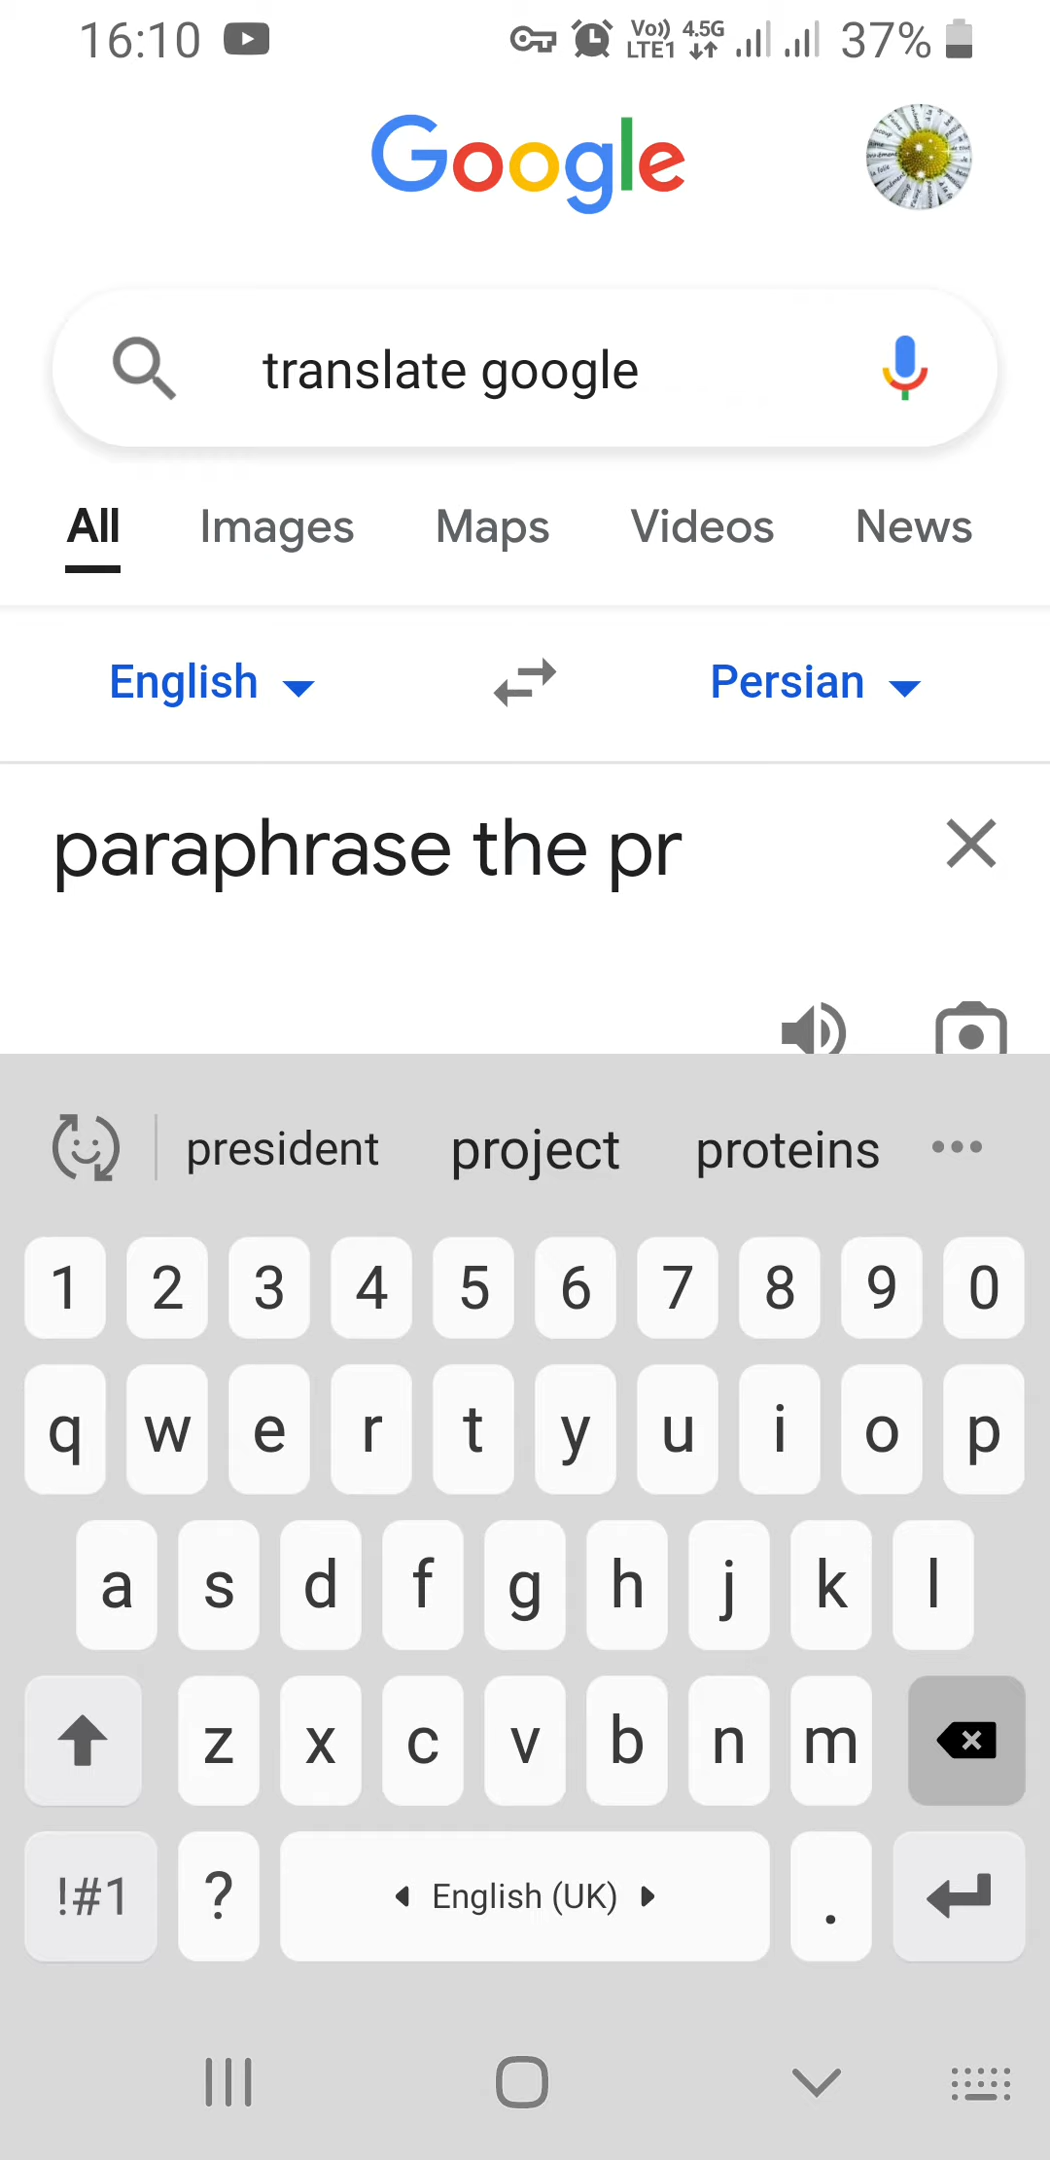 16:10 Vo)) LTE1 4.5G 37%
Google
translate google
All Images Maps Videos News
English Persian
paraphrase the pr
president project proteins
1 2 3 4 5 6 7 8 9 0
q w e r t y u i o p
a s d f g h j k l
z x c v b n m
!#1 ? English (UK) .